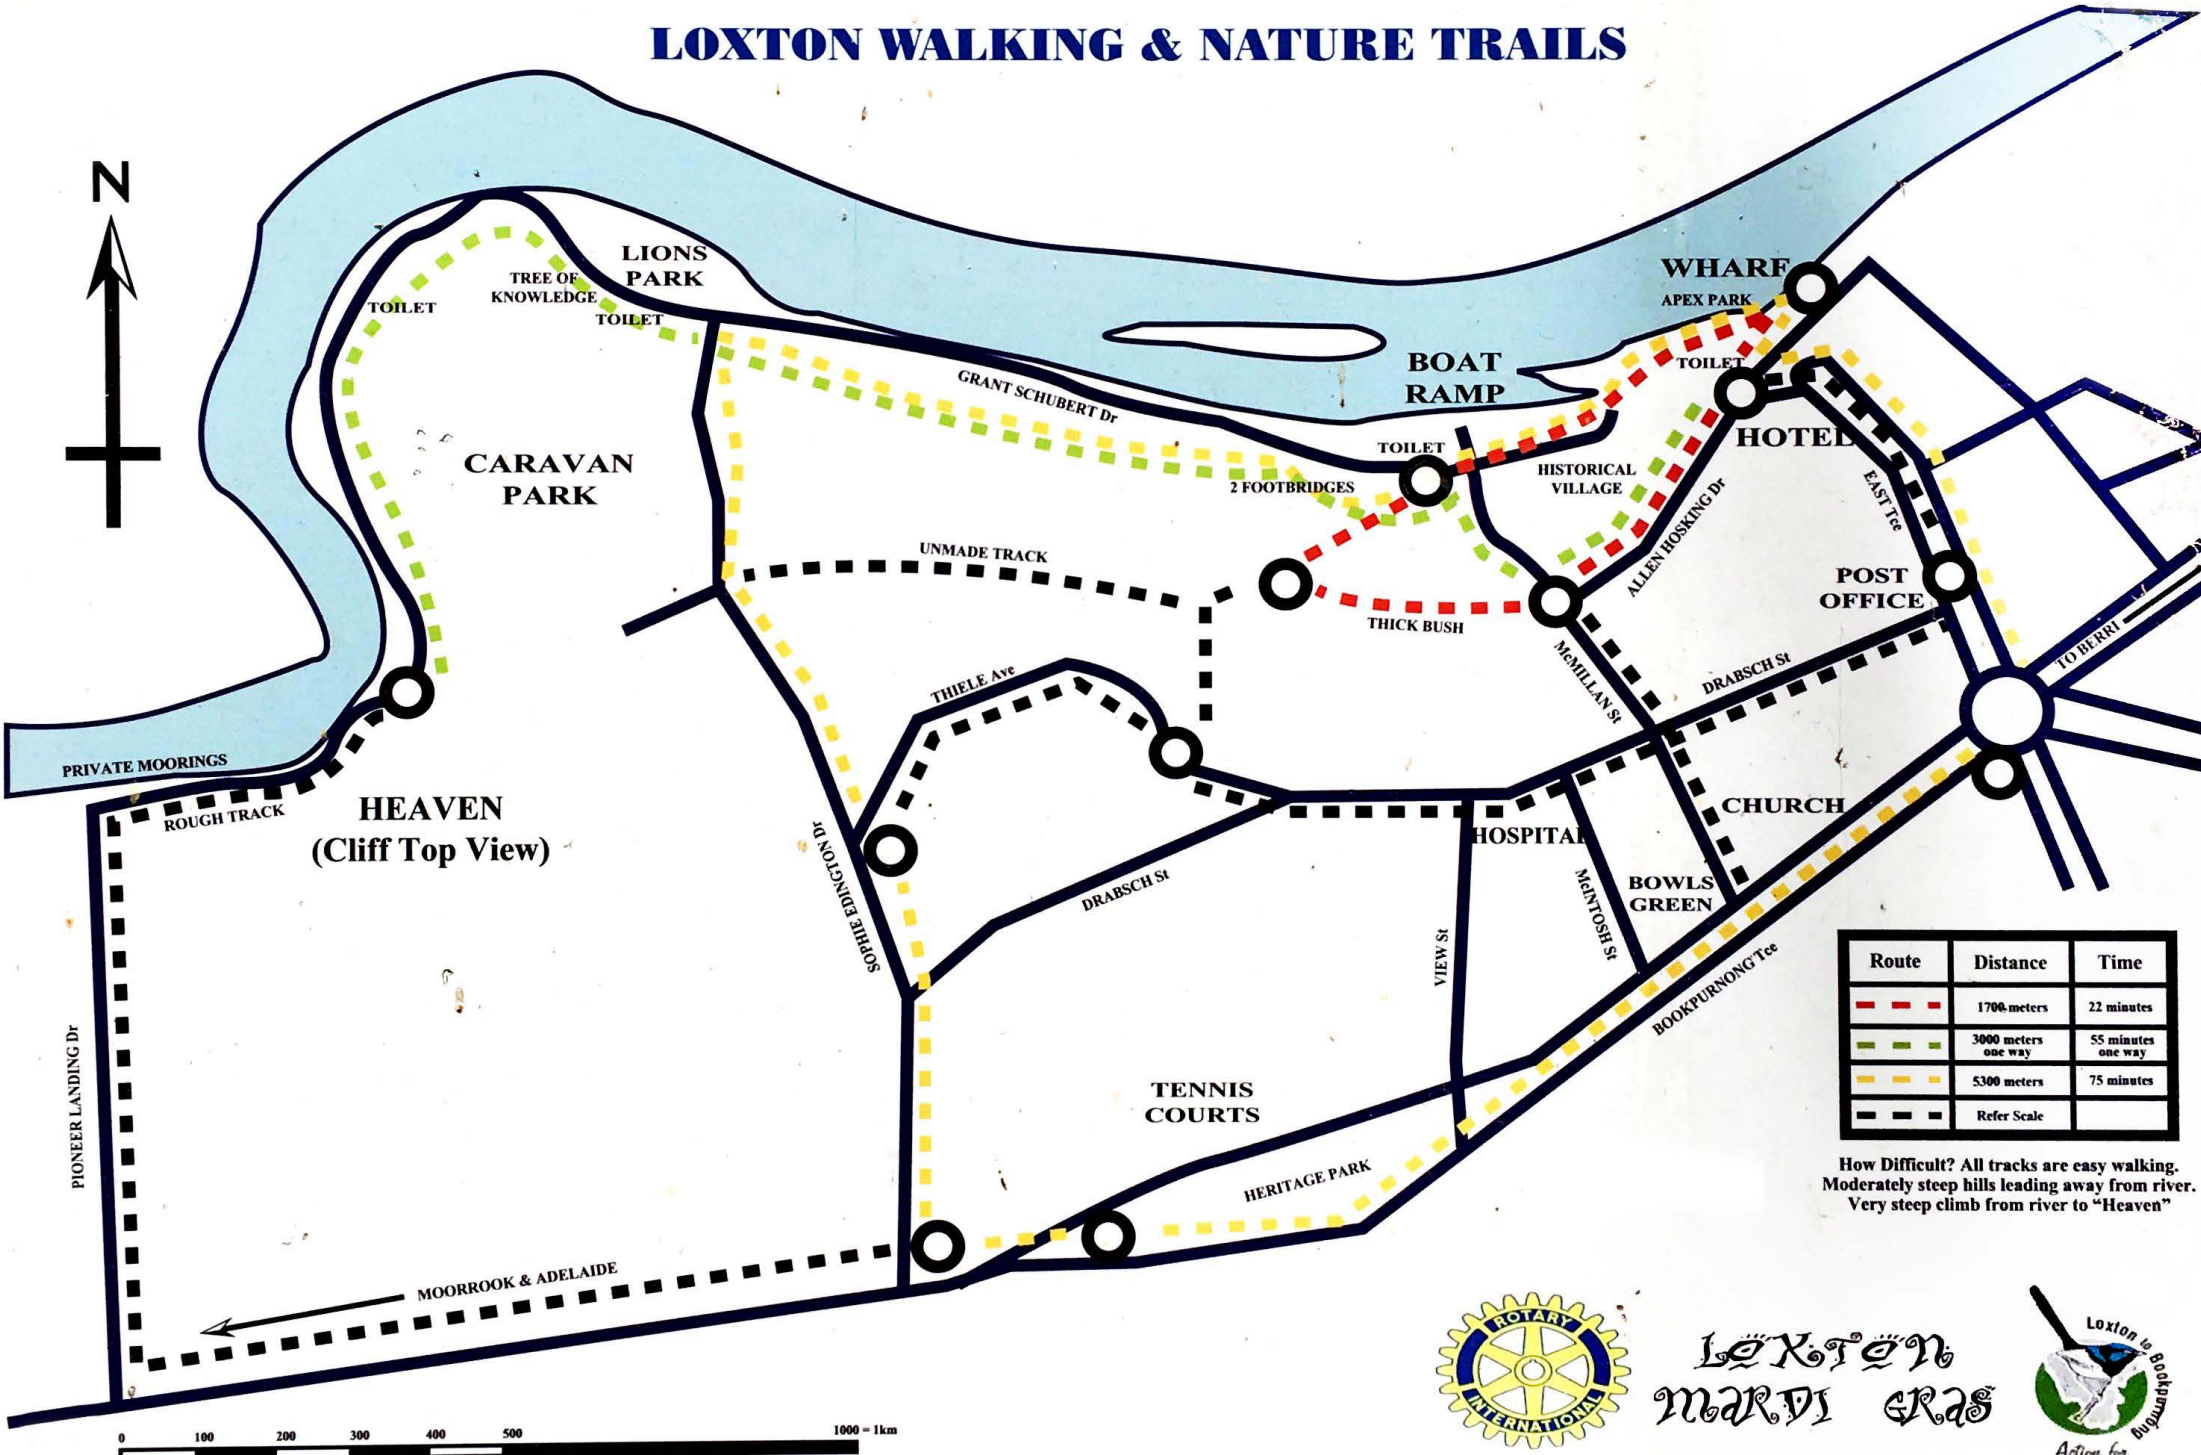 LOXTON WALKING & NATURE TRAILS
N
LIONS
PARK
TREE OF
KNOWLEDGE
TOILET
TOILET
WHARF
APEX PARK
TOILET
BOAT
RAMP
GRANT SCHUBERT Dr
TOILET
HOTEL
CARAVAN
PARK
2 FOOTBRIDGES
HISTORICAL
VILLAGE
EAST Tce
ALLEN HOSKING Dr
UNMADE TRACK
POST
OFFICE
THICK BUSH
McMILLAN St
DRABSCH St
TO BERRI
THIELE Ave
PRIVATE MOORINGS
ROUGH TRACK
HEAVEN
(Cliff Top View)
SOPHIE EDINGTON Dr
HOSPITAL
CHURCH
DRABSCH St
BOWLS
GREEN
McINTOSH St
VIEW St
BOOKPURNONG Tce
PIONEER LANDING Dr
TENNIS
COURTS
HERITAGE PARK
MOORROOK & ADELAIDE
Route Distance Time
1700 meters 22 minutes
3000 meters
one way
55 minutes
one way
5300 meters 75 minutes
Refer Scale
How Difficult? All tracks are easy walking.
Moderately steep hills leading away from river.
Very steep climb from river to “Heaven”
0 100 200 300 400 500 1000 = 1km
ROTARY
INTERNATIONAL
LOXTON
MARDI GRAS
Loxton to Bookpurnong
Action for